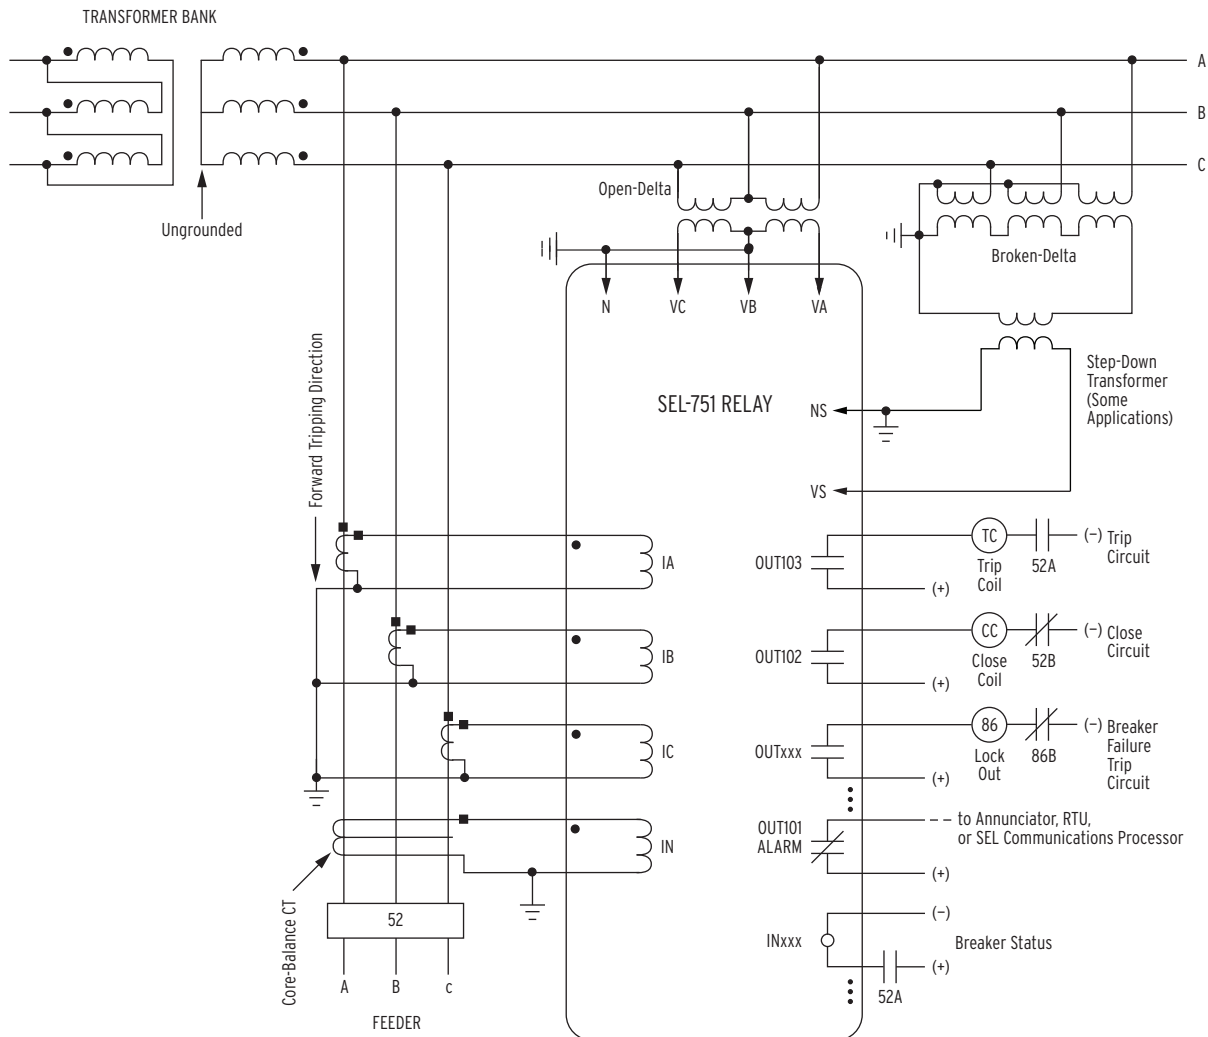 TRANSFORMER BANK
A
B
C
Ungrounded
Open-Delta
Broken-Delta
N
VC
VB
VA
Step-Down
Transformer
(Some
Applications)
SEL-751 RELAY
NS
VS
Forward Tripping Direction
IA
IB
IC
IN
OUT103
TC
Trip
Coil
52A
(–) Trip
Circuit
(+)
OUT102
CC
Close
Coil
52B
(–) Close
Circuit
(+)
OUTxxx
86
Lock
Out
86B
(–) Breaker
Failure
Trip
Circuit
(+)
OUT101
ALARM
to Annunciator, RTU,
or SEL Communications Processor
(+)
INxxx
(–)
Breaker Status
(+)
52A
Core-Balance CT
52
A
B
c
FEEDER